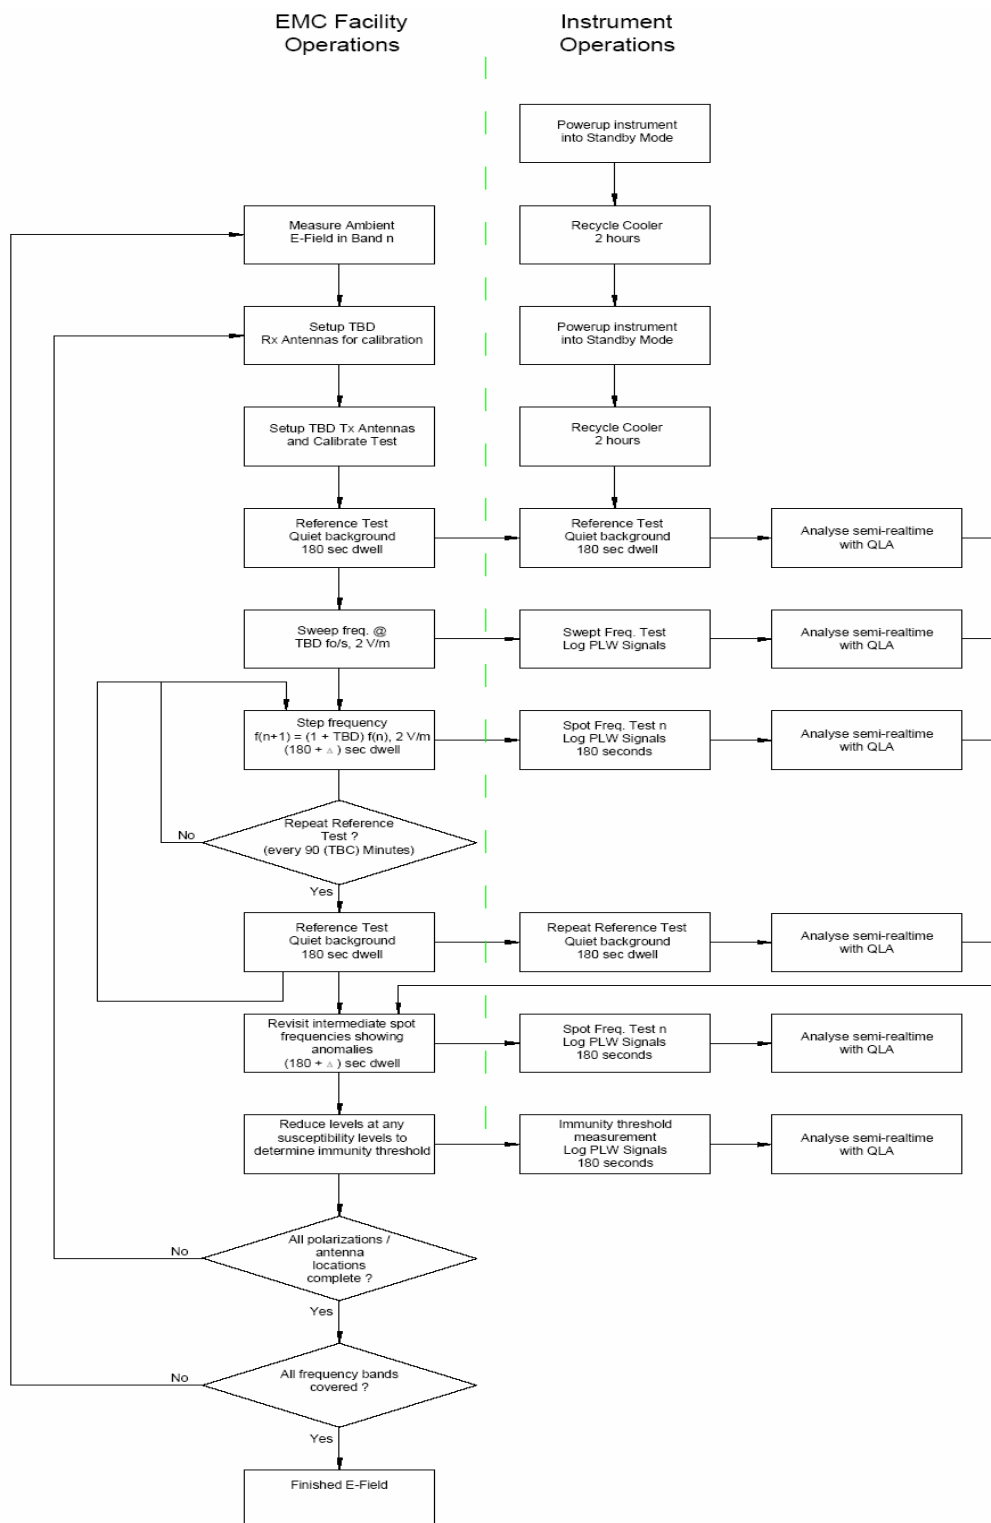 EMC Facility
Operations
Instrument
Operations
Powerup instrument
into Standby Mode
Measure Ambient
E-Field in Band n
Recycle Cooler
2 hours
Setup TBD
Rx Antennas for calibration
Powerup instrument
into Standby Mode
Setup TBD Tx Antennas
and Calibrate Test
Recycle Cooler
2 hours
Reference Test
Quiet background
180 sec dwell
Reference Test
Quiet background
180 sec dwell
Analyse semi-realtime
with QLA
Sweep freq. @
TBD fo/s, 2 V/m
Swept Freq. Test
Log PLW Signals
Analyse semi-realtime
with QLA
Step frequency
f(n+1) = (1 + TBD) f(n), 2 V/m
(180 + △ ) sec dwell
Spot Freq. Test n
Log PLW Signals
180 seconds
Analyse semi-realtime
with QLA
Repeat Reference
Test ?
(every 90 (TBC) Minutes)
No
Yes
Reference Test
Quiet background
180 sec dwell
Repeat Reference Test
Quiet background
180 sec dwell
Analyse semi-realtime
with QLA
Revisit intermediate spot
frequencies showing
anomalies
(180 + △ ) sec dwell
Spot Freq. Test n
Log PLW Signals
180 seconds
Analyse semi-realtime
with QLA
Reduce levels at any
susceptibility levels to
determine immunity threshold
Immunity threshold
measurement
Log PLW Signals
180 seconds
Analyse semi-realtime
with QLA
All polarizations /
antenna
locations
complete ?
No
Yes
All frequency bands
covered ?
No
Yes
Finished E-Field